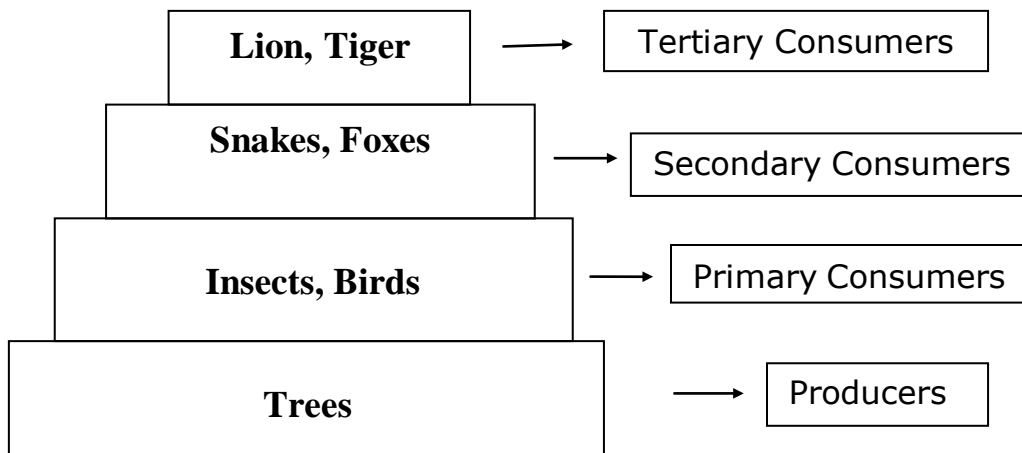 Lion, Tiger
Tertiary Consumers
Snakes, Foxes
Secondary Consumers
Insects, Birds
Primary Consumers
Trees
Producers